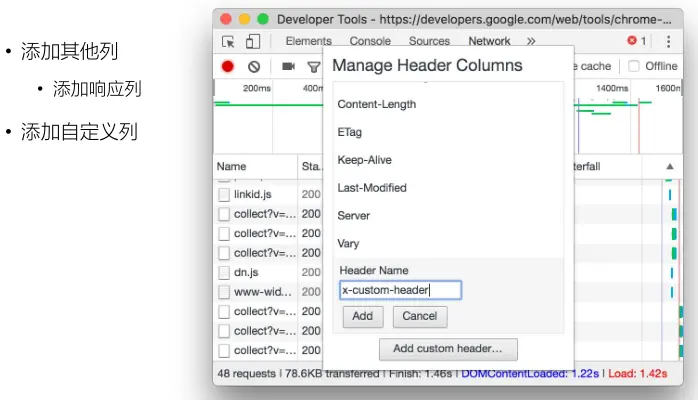 • 添加其他列
• 添加响应列
• 添加自定义列
Developer Tools - https://developers.google.com/web/tools/chrome-...
Elements Console Sources Network » 1
Manage Header Columns
e cache Offline
200ms 400 1400ms 1600m
Content-Length
ETag
Keep-Alive
Last-Modified
Server
Vary
Header Name
x-custom-header
Add Cancel
Add custom header...
Name Sta... terfall
linkid.js 200
collect?v=... 200
collect?v=... 200
collect?v=... 200
dn.js 200
www-wid... 200
collect?v=... 200
collect?v=... 200
collect?v=... 200
48 requests | 78.6KB transferred | Finish: 1.46s | DOMContentLoaded: 1.22s | Load: 1.42s